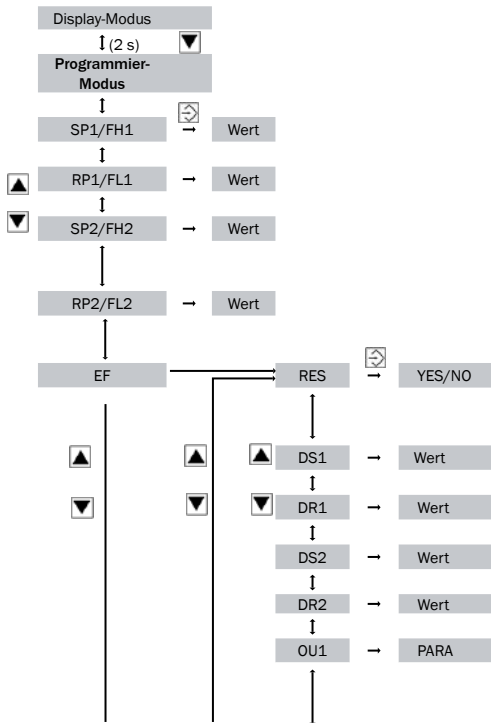 Display-Modus
(2 s)
Programmier-
Modus
SP1/FH1 Wert
RP1/FL1 Wert
SP2/FH2 Wert
RP2/FL2 Wert
EF RES YES/NO
DS1 Wert
DR1 Wert
DS2 Wert
DR2 Wert
OU1 PARA